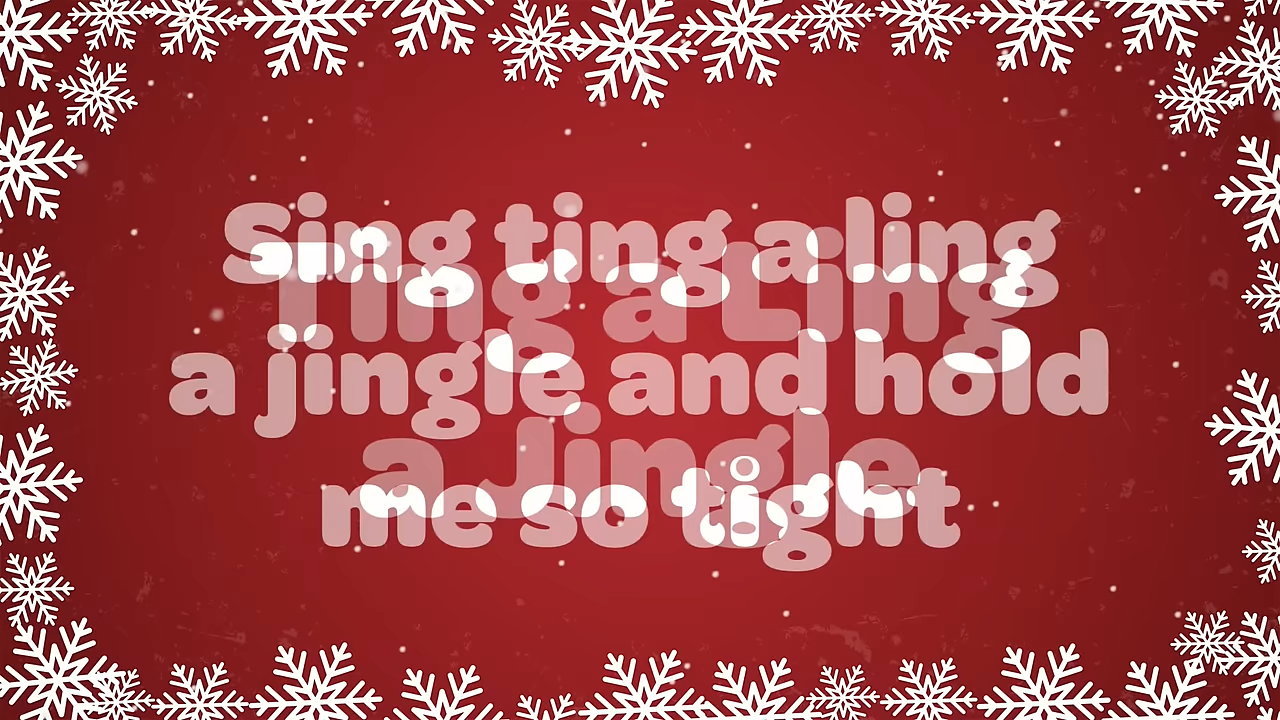 Sing ting a ling
Ting a Ling
a jingle and hold
a Jingle
me so tight